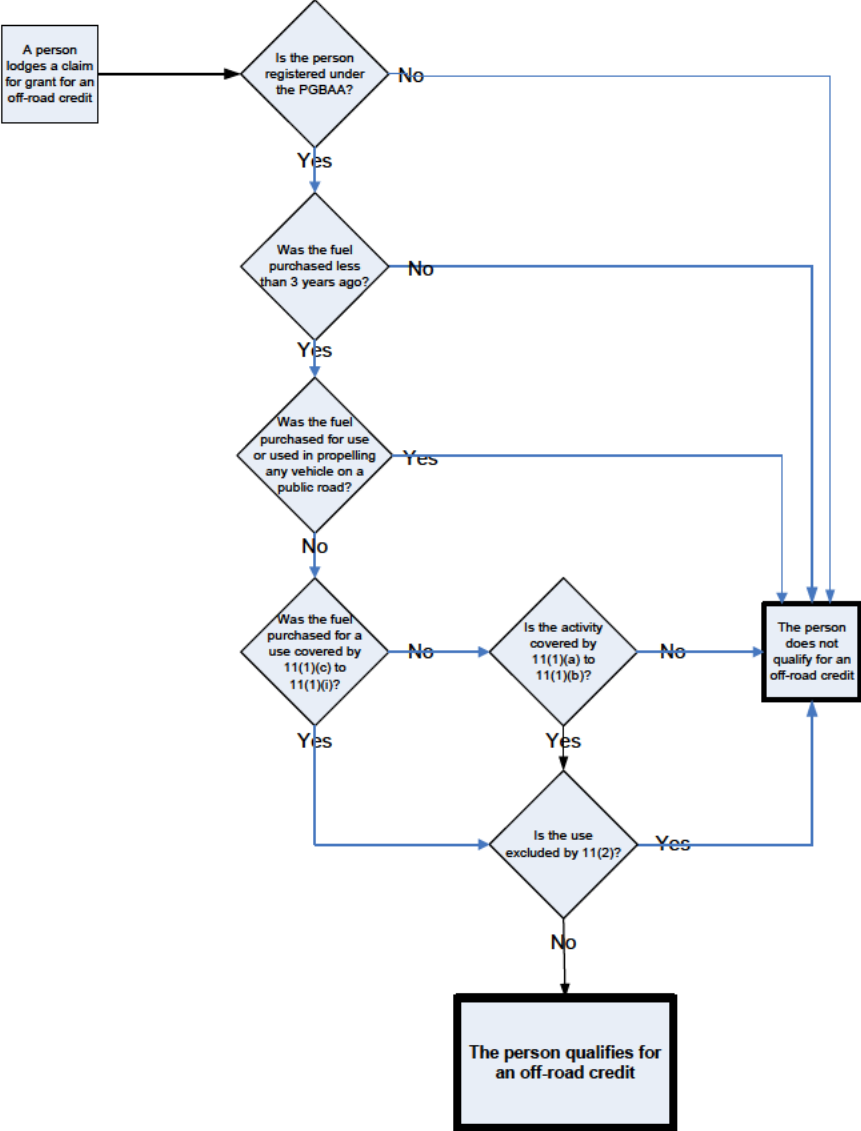 A person
lodges a claim
for grant for an
off-road credit
Is the person
registered under
the PGBAA?
No
Yes
Was the fuel
purchased less
than 3 years ago?
No
Yes
Was the fuel
purchased for use
or used in propelling
any vehicle on a
public road?
Yes
No
Was the fuel
purchased for a
use covered by
11(1)(c) to
11(1)(i)?
No
Is the activity
covered by
11(1)(a) to
11(1)(b)?
No
The person
does not
qualify for an
off-road credit
Yes
Yes
Is the use
excluded by 11(2)?
Yes
No
The person qualifies for
an off-road credit